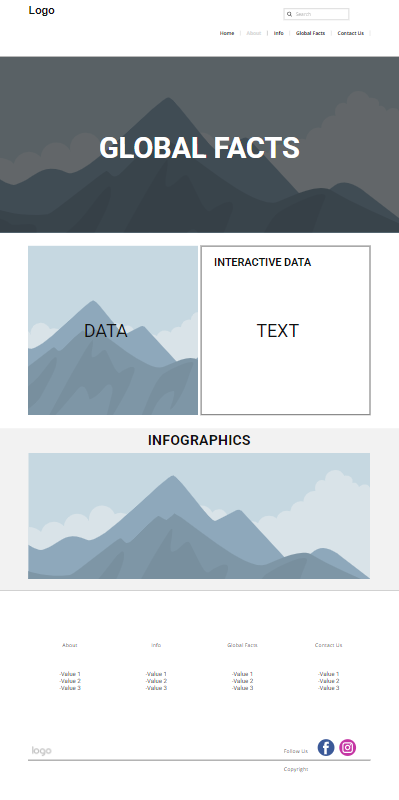 Logo
Search
Home | About | Info | Global Facts | Contact Us |
GLOBAL FACTS
INTERACTIVE DATA
DATA
TEXT
INFOGRAPHICS
About Info Global Facts Contact Us
-Value 1 -Value 1 -Value 1 -Value 1
-Value 2 -Value 2 -Value 2 -Value 2
-Value 3 -Value 3 -Value 3 -Value 3
logo
Follow Us
Copyright